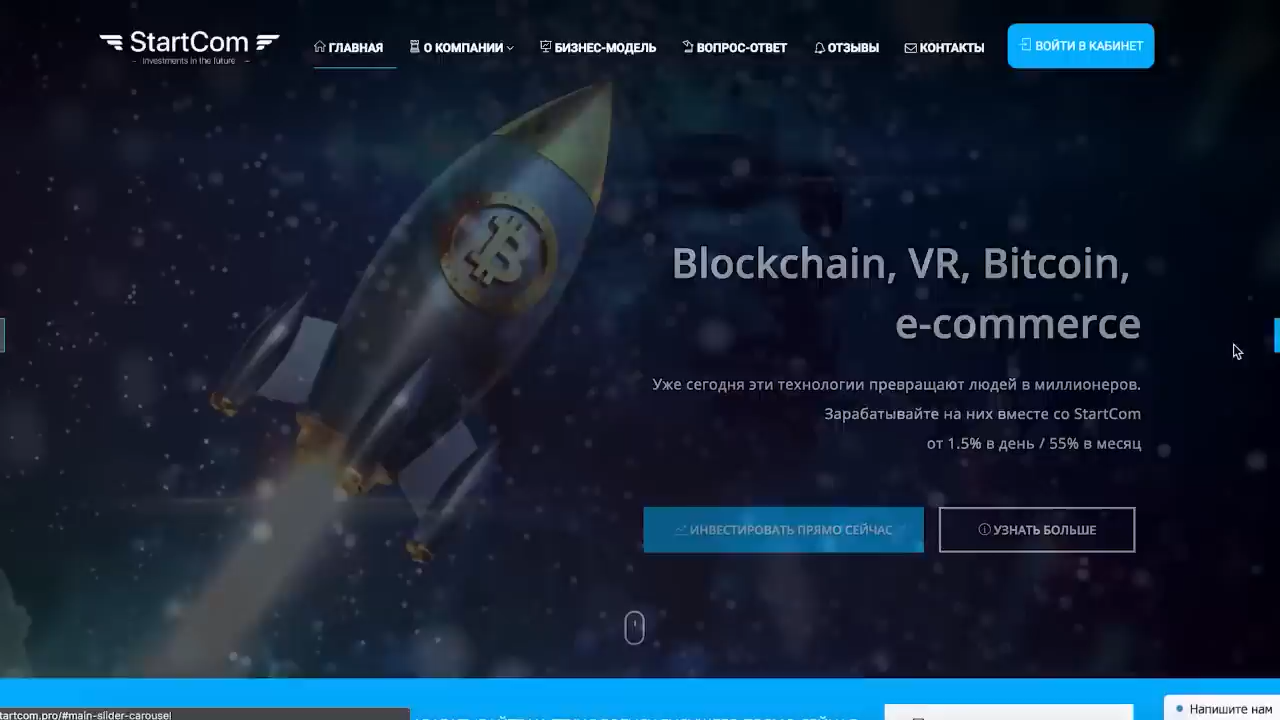 StartCom
investments in the future
ГЛАВНАЯ
О КОМПАНИИ
БИЗНЕС-МОДЕЛЬ
ВОПРОС-ОТВЕТ
ОТЗЫВЫ
КОНТАКТЫ
ВОЙТИ В КАБИНЕТ
Blockchain, VR, Bitcoin,
e-commerce
Уже сегодня эти технологии превращают людей в миллионеров.
Зарабатывайте на них вместе со StartCom
от 1.5% в день / 55% в месяц
ИНВЕСТИРОВАТЬ ПРЯМО СЕЙЧАС
УЗНАТЬ БОЛЬШЕ
tartcom.pro/#main-slider-carousel
Напишите нам